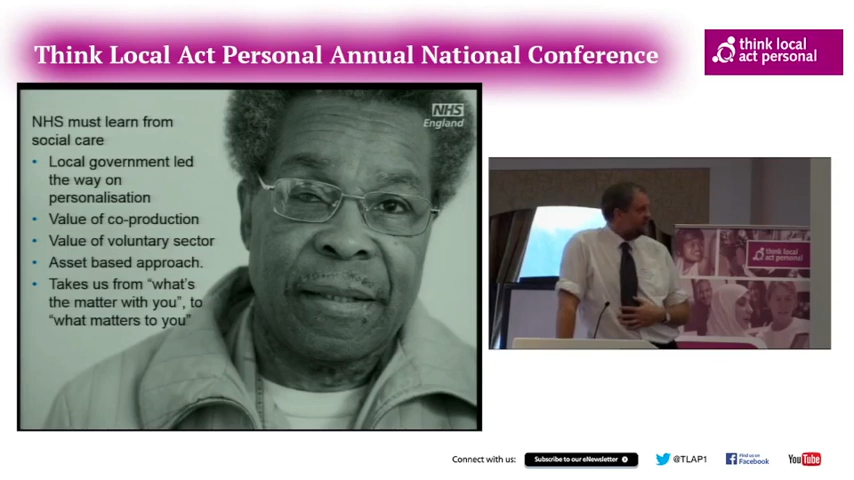 Think Local Act Personal Annual National Conference
think local
act personal
NHS
England
NHS must learn from
social care
• Local government led
the way on
personalisation
• Value of co-production
• Value of voluntary sector
• Asset based approach.
• Takes us from “what’s
the matter with you”, to
“what matters to you”
think local
act personal
Connect with us:
Subscribe to our eNewsletter
@TLAP1
Find us on
Facebook
YouTube